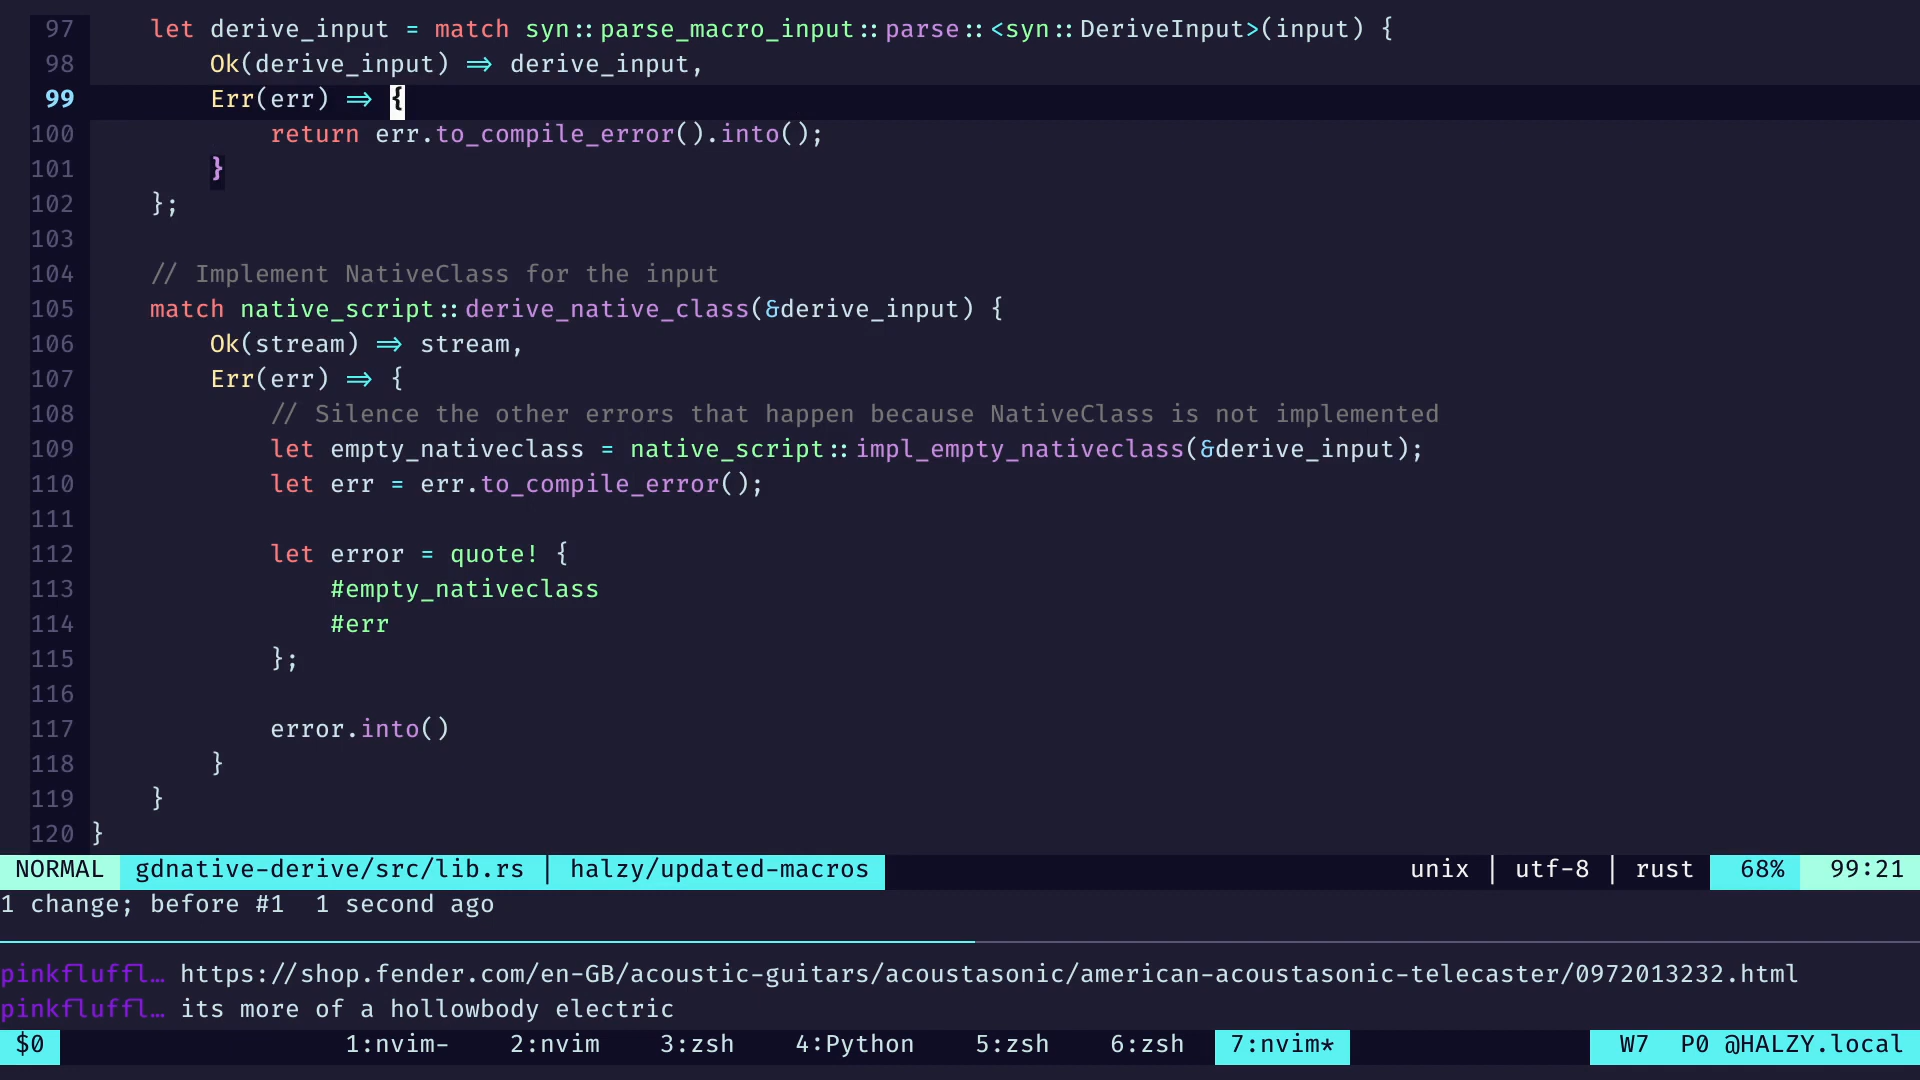 97     let derive_input = match syn::parse_macro_input::parse::<syn::DeriveInput>(input) {
98         Ok(derive_input) => derive_input,
99         Err(err) => {
100             return err.to_compile_error().into();
101         }
102     };
103
104     // Implement NativeClass for the input
105     match native_script::derive_native_class(&derive_input) {
106         Ok(stream) => stream,
107         Err(err) => {
108             // Silence the other errors that happen because NativeClass is not implemented
109             let empty_nativeclass = native_script::impl_empty_nativeclass(&derive_input);
110             let err = err.to_compile_error();
111
112             let error = quote! {
113                 #empty_nativeclass
114                 #err
115             };
116
117             error.into()
118         }
119     }
120 }
NORMAL gdnative-derive/src/lib.rs | halzy/updated-macros unix | utf-8 | rust 68% 99:21
1 change; before #1  1 second ago
pinkfluffl… https://shop.fender.com/en-GB/acoustic-guitars/acoustasonic/american-acoustasonic-telecaster/0972013232.html
pinkfluffl… its more of a hollowbody electric
$0 1:nvim- 2:nvim 3:zsh 4:Python 5:zsh 6:zsh 7:nvim* W7 P0 @HALZY.local